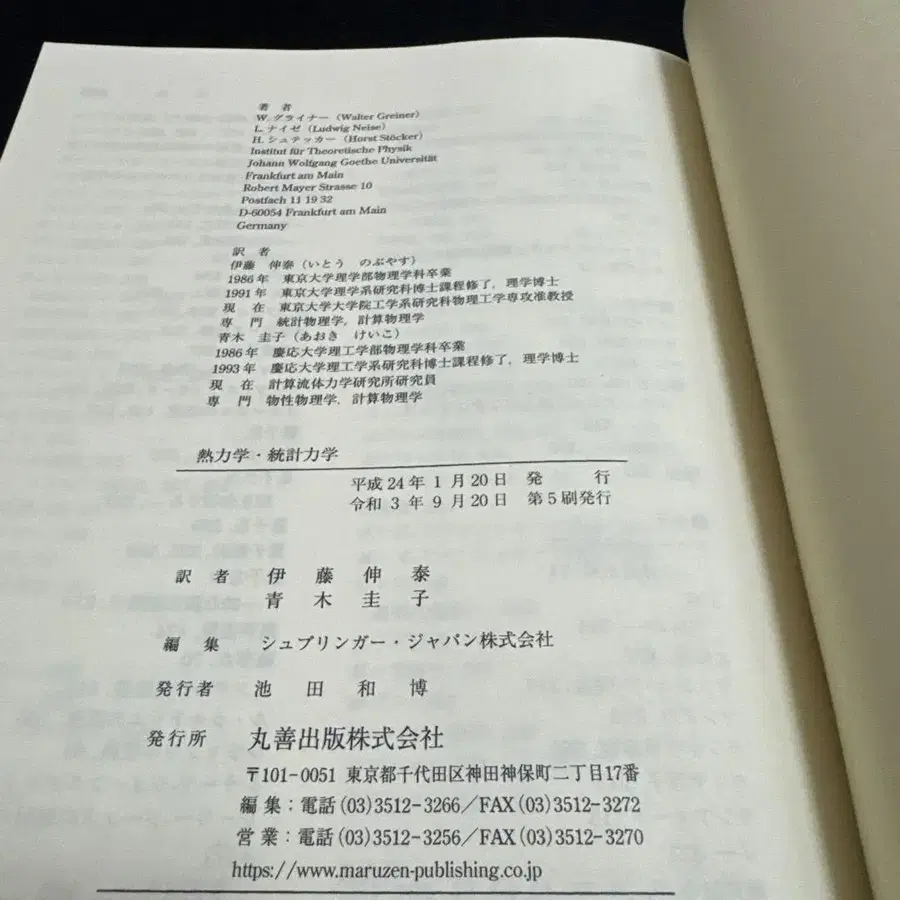 著者
W. グライナー (Walter Greiner)
L. ナイゼ (Ludwig Neise)
H. シュテッカー (Horst Stöcker)
Institut für Theoretische Physik
Johann Wolfgang Goethe Universität
Frankfurt am Main
Robert Mayer Strasse 10
Postfach 11 19 32
D-60054 Frankfurt am Main
Germany
訳者
伊藤 伸泰 (いとう のぶやす)
1986年 東京大学理学部物理学科卒業
1991年 東京大学理学系研究科博士課程修了，理学博士
現在 東京大学大学院工学系研究科物理工学専攻准教授
専門 統計物理学，計算物理学
青木 圭子 (あおき けいこ)
1986年 慶応大学理工学部物理学科卒業
1993年 慶応大学理工学系研究科博士課程修了，理学博士
現在 計算流体力学研究所研究員
専門 物性物理学，計算物理学
熱力学・統計力学
平成24年1月20日 発行
令和3年9月20日 第5刷発行
訳者 伊藤伸泰
青木圭子
編集 シュプリンガー・ジャパン株式会社
発行者 池田和博
発行所 丸善出版株式会社
〒101-0051 東京都千代田区神田神保町二丁目17番
編集：電話(03)3512-3266／FAX(03)3512-3272
営業：電話(03)3512-3256／FAX(03)3512-3270
https://www.maruzen-publishing.co.jp